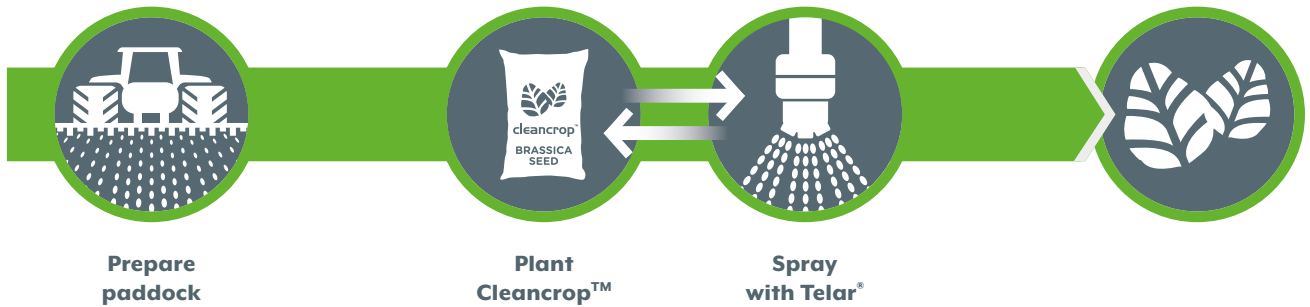 cleancrop™
BRASSICA
SEED
Prepare
paddock
Plant
Cleancrop™
Spray
with Telar®